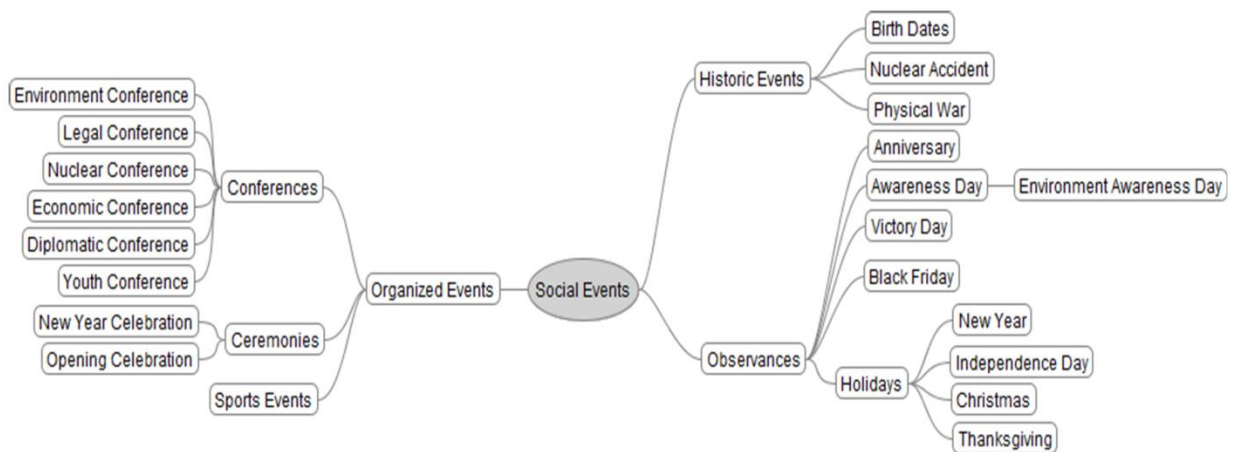 Birth Dates
Historic Events
Nuclear Accident
Physical War
Environment Conference
Legal Conference
Nuclear Conference
Conferences
Economic Conference
Diplomatic Conference
Youth Conference
Anniversary
Awareness Day
Environment Awareness Day
Victory Day
Black Friday
Organized Events
Social Events
New Year Celebration
Ceremonies
Opening Celebration
Sports Events
Observances
Holidays
New Year
Independence Day
Christmas
Thanksgiving